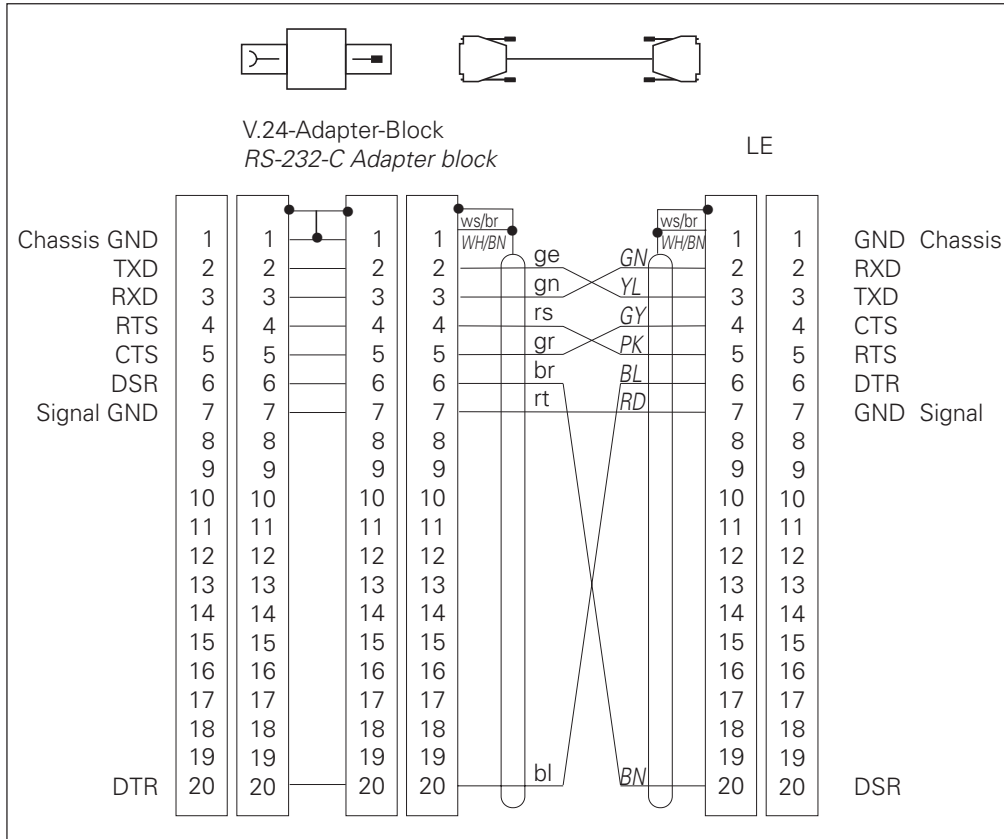 V.24-Adapter-Block
RS-232-C Adapter block
LE
ws/br ws/br
Chassis GND 1 1 1 1 WH/BN WH/BN 1 1 GND Chassis
TXD 2 2 2 2 ge GN 2 2 RXD
RXD 3 3 3 3 gn YL 3 3 TXD
RTS 4 4 4 4 rs GY 4 4 CTS
CTS 5 5 5 5 gr PK 5 5 RTS
DSR 6 6 6 6 br BL 6 6 DTR
Signal GND 7 7 7 7 rt RD 7 7 GND Signal
8 8 8 8 8 8
9 9 9 9 9 9
10 10 10 10 10 10
11 11 11 11 11 11
12 12 12 12 12 12
13 13 13 13 13 13
14 14 14 14 14 14
15 15 15 15 15 15
16 16 16 16 16 16
17 17 17 17 17 17
18 18 18 18 18 18
19 19 19 19 19 19
DTR 20 20 20 20 bl BN 20 20 DSR